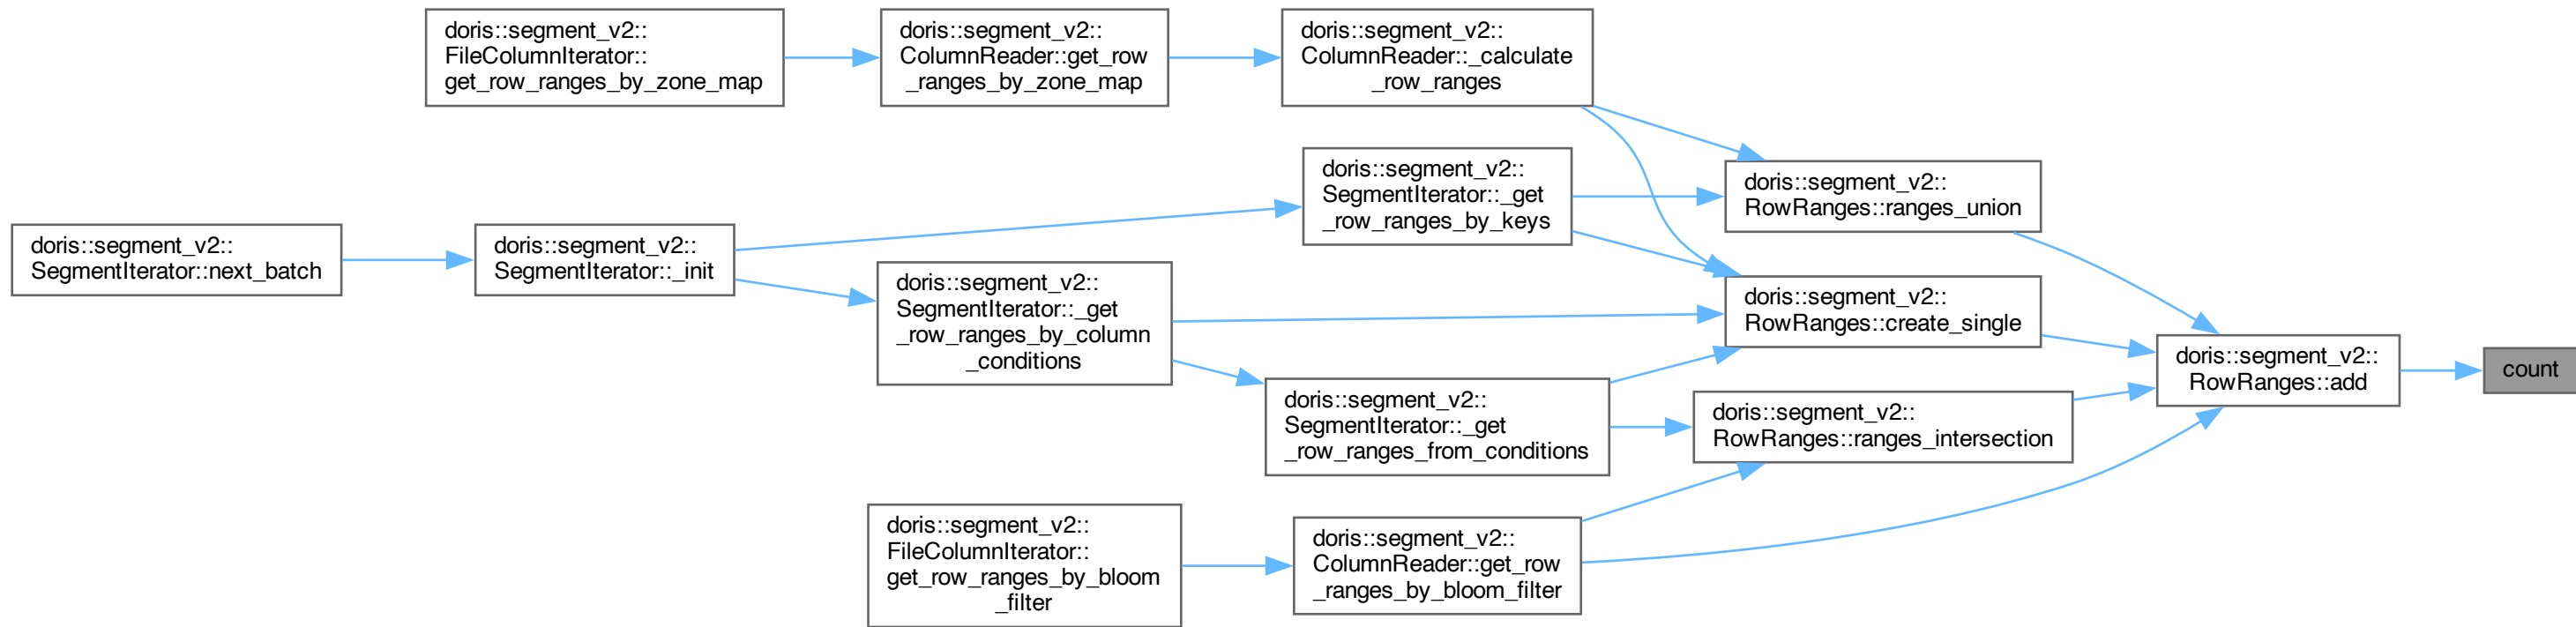 doris::segment_v2::
FileColumnIterator::
get_row_ranges_by_zone_map
doris::segment_v2::
ColumnReader::get_row
_ranges_by_zone_map
doris::segment_v2::
ColumnReader::_calculate
_row_ranges
doris::segment_v2::
SegmentIterator::_get
_row_ranges_by_keys
doris::segment_v2::
RowRanges::ranges_union
doris::segment_v2::
SegmentIterator::next_batch
doris::segment_v2::
SegmentIterator::_init
doris::segment_v2::
SegmentIterator::_get
_row_ranges_by_column
_conditions
doris::segment_v2::
RowRanges::create_single
doris::segment_v2::
RowRanges::add
count
doris::segment_v2::
SegmentIterator::_get
_row_ranges_from_conditions
doris::segment_v2::
RowRanges::ranges_intersection
doris::segment_v2::
FileColumnIterator::
get_row_ranges_by_bloom
_filter
doris::segment_v2::
ColumnReader::get_row
_ranges_by_bloom_filter